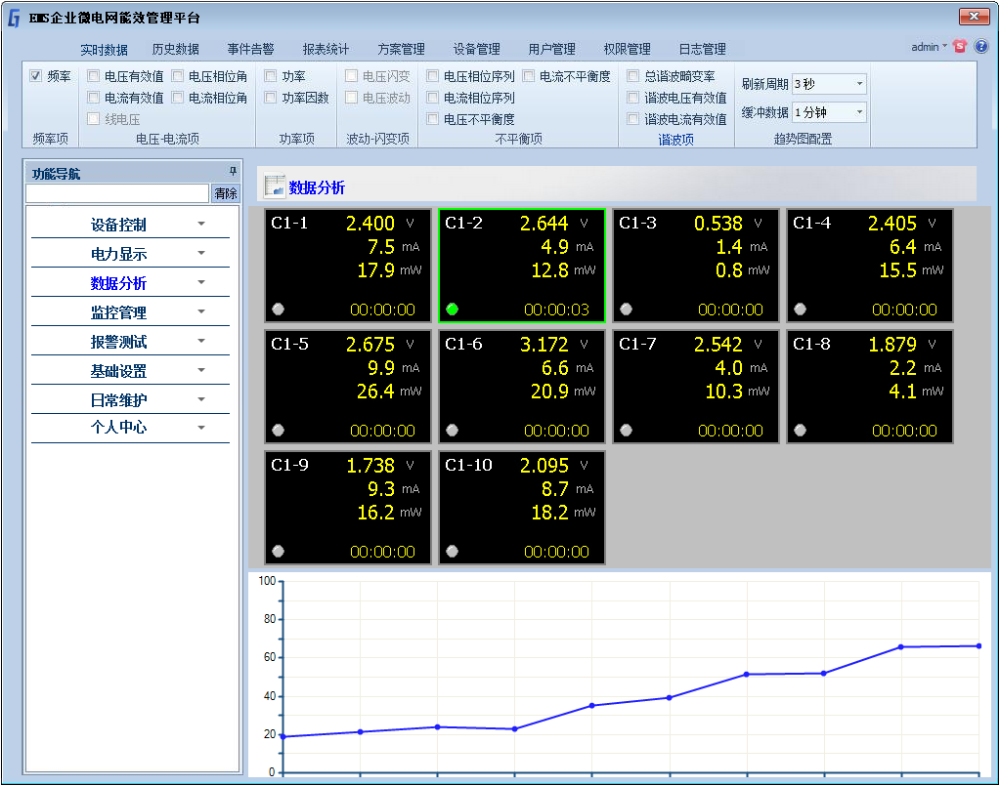 EMS企业微电网能效管理平台
实时数据 历史数据 事件告警 报表统计 方案管理 设备管理 用户管理 权限管理 日志管理 admin S ?
频率 电压有效值 电压相位角 功率 电压闪变 电压相位序列 电流不平衡度 总谐波畸变率 刷新周期 3秒
电流有效值 电流相位角 功率因数 电压波动 电流相位序列 谐波电压有效值 缓冲数据 1分钟
线电压 电压不平衡度 谐波电流有效值
频率项 电压-电流项 功率项 波动-闪变项 不平衡项 谐波项 趋势图配置
功能导航
清除
设备控制
电力显示
数据分析
监控管理
报警测试
基础设置
日常维护
个人中心
数据分析
C1-1 2.400 V
7.5 mA
17.9 mW
00:00:00
C1-2 2.644 V
4.9 mA
12.8 mW
00:00:03
C1-3 0.538 V
1.4 mA
0.8 mW
00:00:00
C1-4 2.405 V
6.4 mA
15.5 mW
00:00:00
C1-5 2.675 V
9.9 mA
26.4 mW
00:00:00
C1-6 3.172 V
6.6 mA
20.9 mW
00:00:00
C1-7 2.542 V
4.0 mA
10.3 mW
00:00:00
C1-8 1.879 V
2.2 mA
4.1 mW
00:00:00
C1-9 1.738 V
9.3 mA
16.2 mW
00:00:00
C1-10 2.095 V
8.7 mA
18.2 mW
00:00:00
100
80
60
40
20
0